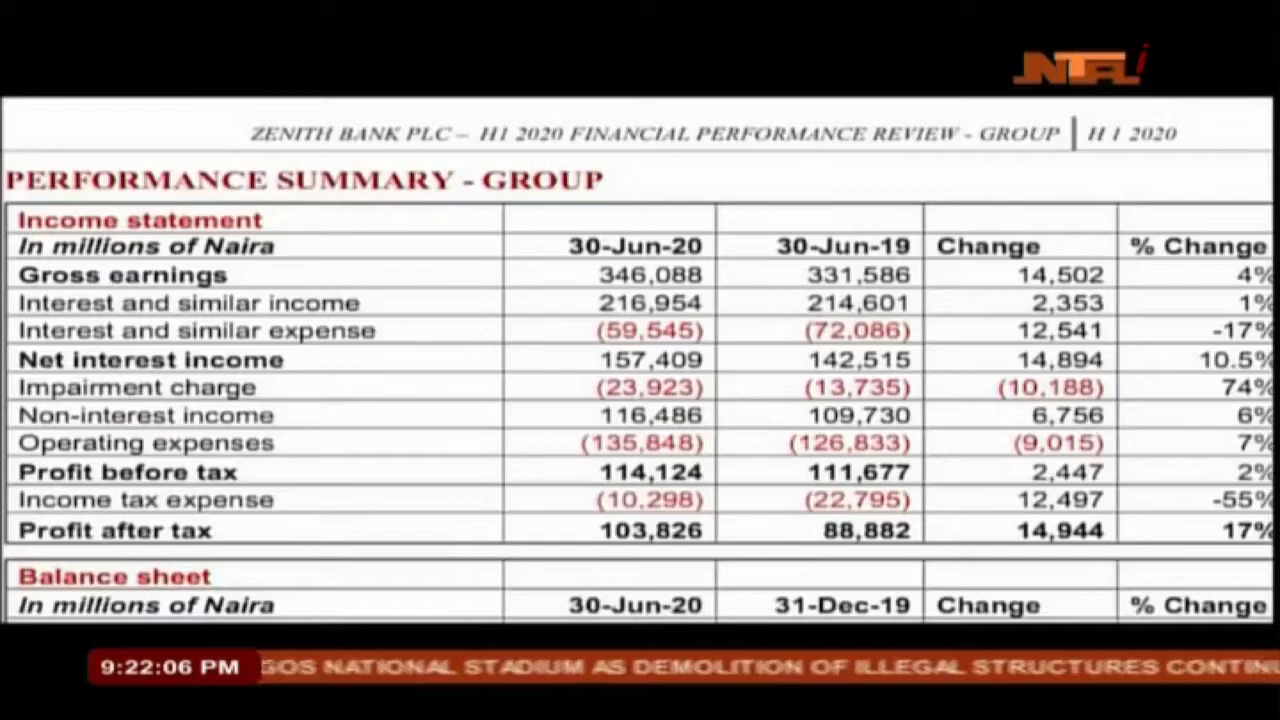 NTAi
ZENITH BANK PLC – H1 2020 FINANCIAL PERFORMANCE REVIEW - GROUP H 1 2020
PERFORMANCE SUMMARY - GROUP
Income statement
In millions of Naira 30-Jun-20 30-Jun-19 Change % Change
Gross earnings 346,088 331,586 14,502 4%
Interest and similar income 216,954 214,601 2,353 1%
Interest and similar expense (59,545) (72,086) 12,541 -17%
Net interest income 157,409 142,515 14,894 10.5%
Impairment charge (23,923) (13,735) (10,188) 74%
Non-interest income 116,486 109,730 6,756 6%
Operating expenses (135,848) (126,833) (9,015) 7%
Profit before tax 114,124 111,677 2,447 2%
Income tax expense (10,298) (22,795) 12,497 -55%
Profit after tax 103,826 88,882 14,944 17%
Balance sheet
In millions of Naira 30-Jun-20 31-Dec-19 Change % Change
9:22:06 PM GOS NATIONAL STADIUM AS DEMOLITION OF ILLEGAL STRUCTURES CONTIN